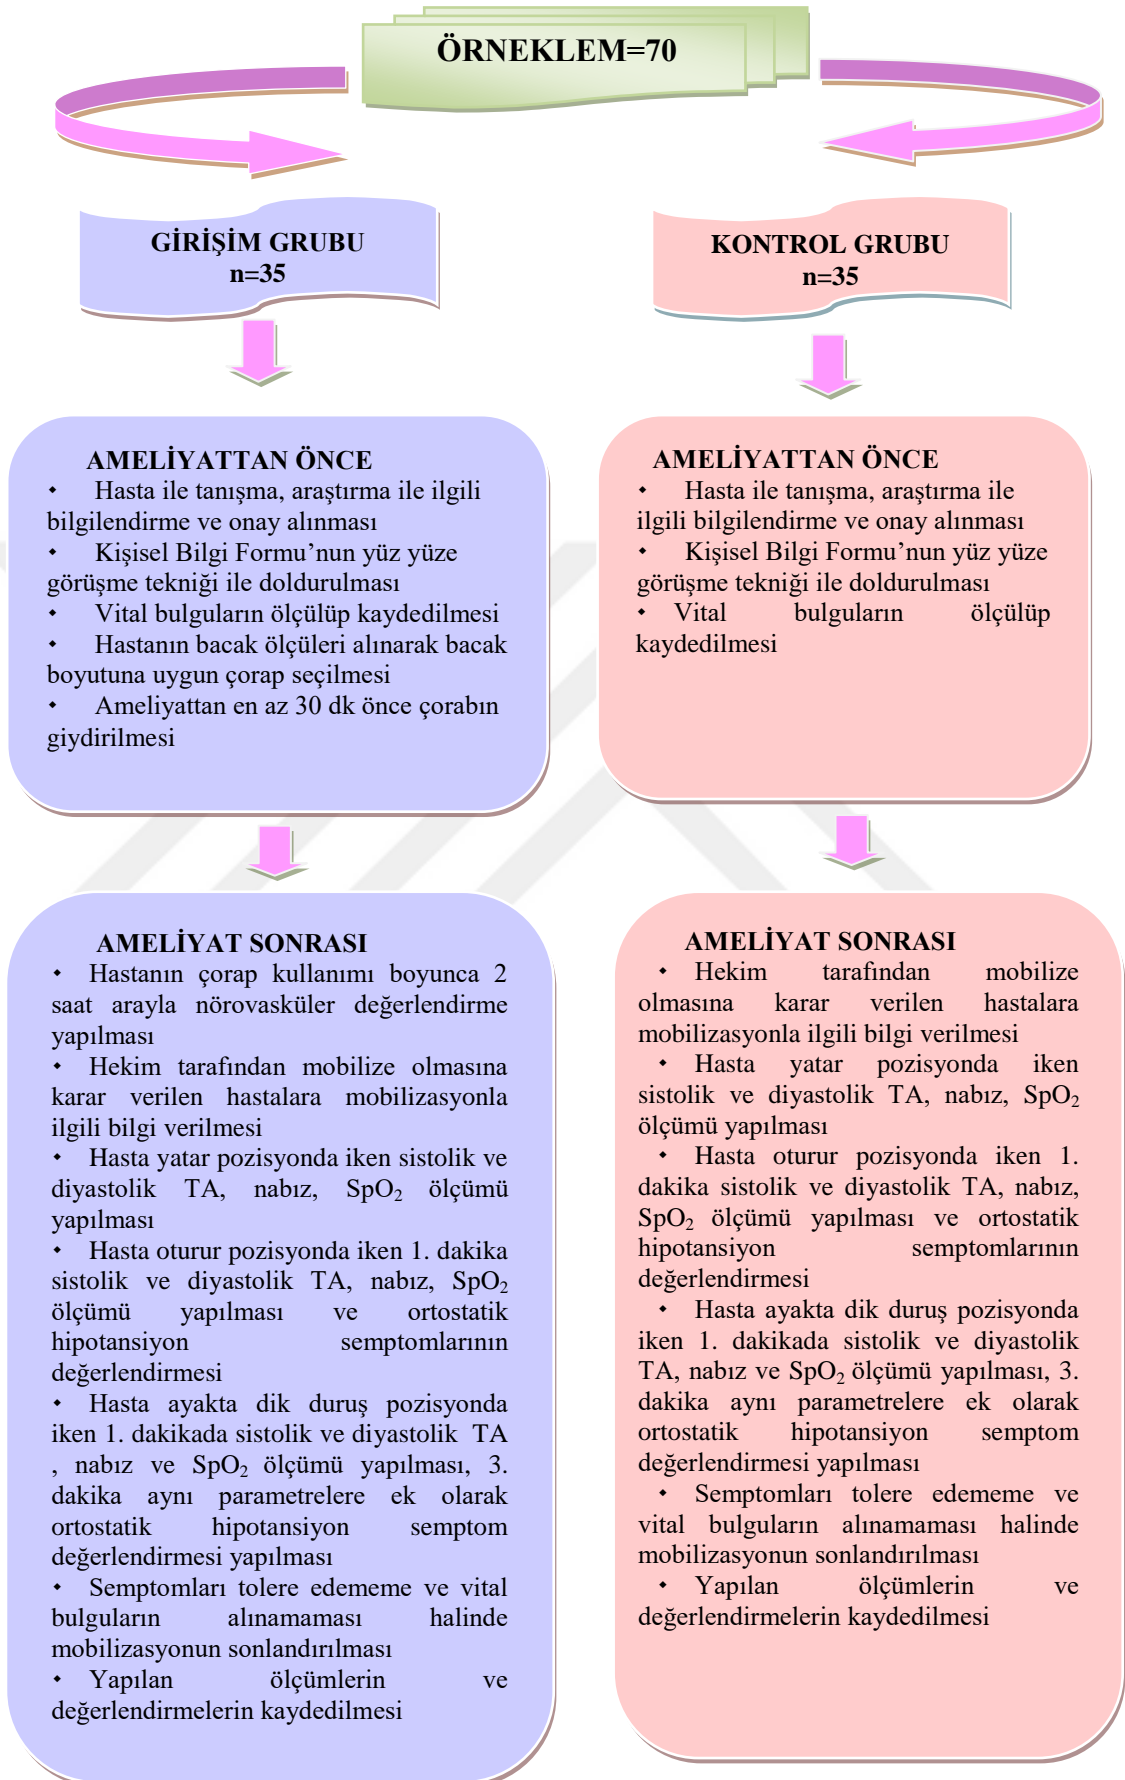 ÖRNEKLEM=70
GİRİŞİM GRUBU
n=35
KONTROL GRUBU
n=35
AMELİYATTAN ÖNCE
• Hasta ile tanışma, araştırma ile ilgili
bilgilendirme ve onay alınması
• Kişisel Bilgi Formu’nun yüz yüze
görüşme tekniği ile doldurulması
• Vital bulguların ölçülüp kaydedilmesi
• Hastanın bacak ölçüleri alınarak bacak
boyutuna uygun çorap seçilmesi
• Ameliyattan en az 30 dk önce çorabın
giydirilmesi
AMELİYATTAN ÖNCE
• Hasta ile tanışma, araştırma ile
ilgili bilgilendirme ve onay alınması
• Kişisel Bilgi Formu’nun yüz yüze
görüşme tekniği ile doldurulması
• Vital bulguların ölçülüp
kaydedilmesi
AMELİYAT SONRASI
• Hastanın çorap kullanımı boyunca 2
saat arayla nörovasküler değerlendirme
yapılması
• Hekim tarafından mobilize olmasına
karar verilen hastalara mobilizasyonla
ilgili bilgi verilmesi
• Hasta yatar pozisyonda iken sistolik ve
diyastolik TA, nabız, SpO₂ ölçümü
yapılması
• Hasta oturur pozisyonda iken 1. dakika
sistolik ve diyastolik TA, nabız, SpO₂
ölçümü yapılması ve ortostatik
hipotansiyon semptomlarının
değerlendirmesi
• Hasta ayakta dik duruş pozisyonda
iken 1. dakikada sistolik ve diyastolik TA
, nabız ve SpO₂ ölçümü yapılması, 3.
dakika aynı parametrelere ek olarak
ortostatik hipotansiyon semptom
değerlendirmesi yapılması
• Semptomları tolere edememe ve vital
bulguların alınamaması halinde
mobilizasyonun sonlandırılması
• Yapılan ölçümlerin ve
değerlendirmelerin kaydedilmesi
AMELİYAT SONRASI
• Hekim tarafından mobilize
olmasına karar verilen hastalara
mobilizasyonla ilgili bilgi verilmesi
• Hasta yatar pozisyonda iken
sistolik ve diyastolik TA, nabız, SpO₂
ölçümü yapılması
• Hasta oturur pozisyonda iken 1.
dakika sistolik ve diyastolik TA, nabız,
SpO₂ ölçümü yapılması ve ortostatik
hipotansiyon semptomlarının
değerlendirmesi
• Hasta ayakta dik duruş pozisyonda
iken 1. dakikada sistolik ve diyastolik
TA, nabız ve SpO₂ ölçümü yapılması, 3.
dakika aynı parametrelere ek olarak
ortostatik hipotansiyon semptom
değerlendirmesi yapılması
• Semptomları tolere edememe ve
vital bulguların alınamaması halinde
mobilizasyonun sonlandırılması
• Yapılan ölçümlerin ve
değerlendirmelerin kaydedilmesi